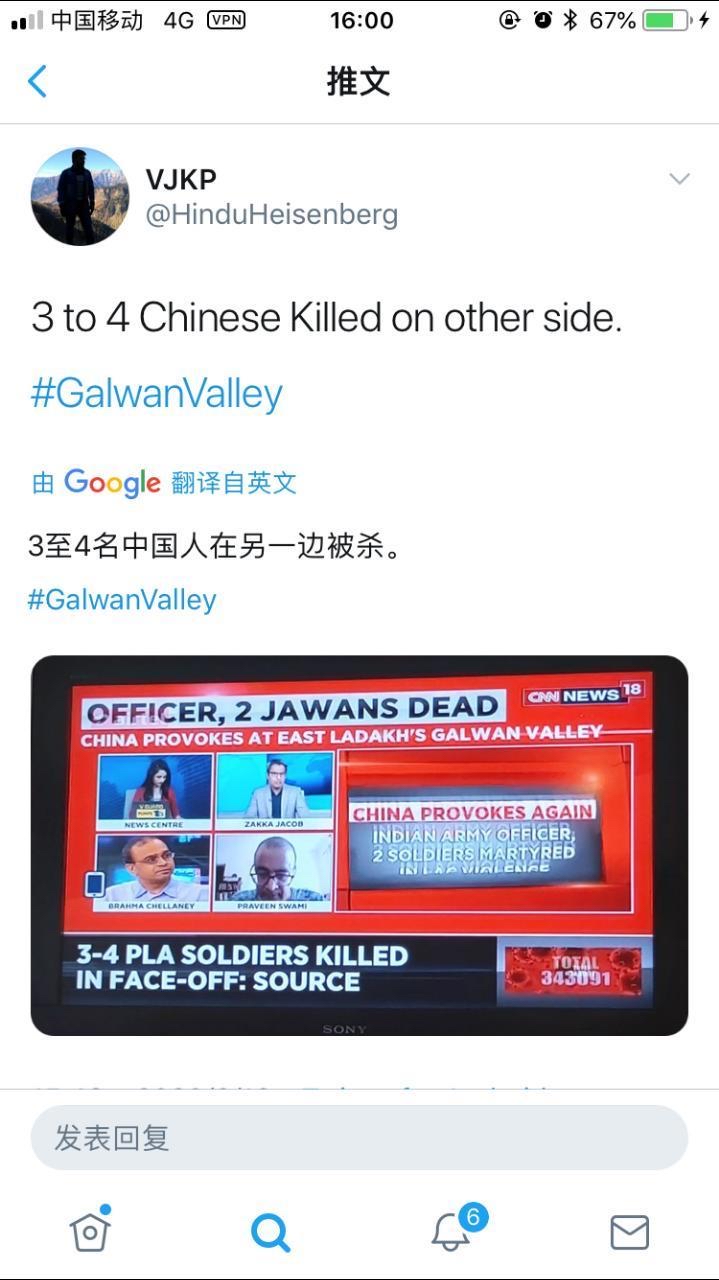 中国移动 4G VPN 16:00 67%
推文
VJKP
@HinduHeisenberg
3 to 4 Chinese Killed on other side.
#GalwanValley
由 Google 翻译自英文
3至4名中国人在另一边被杀。
#GalwanValley
OFFICER, 2 JAWANS DEAD
CNN NEWS 18
CHINA PROVOKES AT EAST LADAKH'S GALWAN VALLEY
NEWS CENTRE
ZAKKA JACOB
BRAHMA CHELLANEY
PRAVEEN SWAMI
CHINA PROVOKES AGAIN
INDIAN ARMY OFFICER,
2 SOLDIERS MARTYRED
IN LAC VIOLENCE
3-4 PLA SOLDIERS KILLED
IN FACE-OFF: SOURCE
TOTAL
343091
SONY
发表回复
6